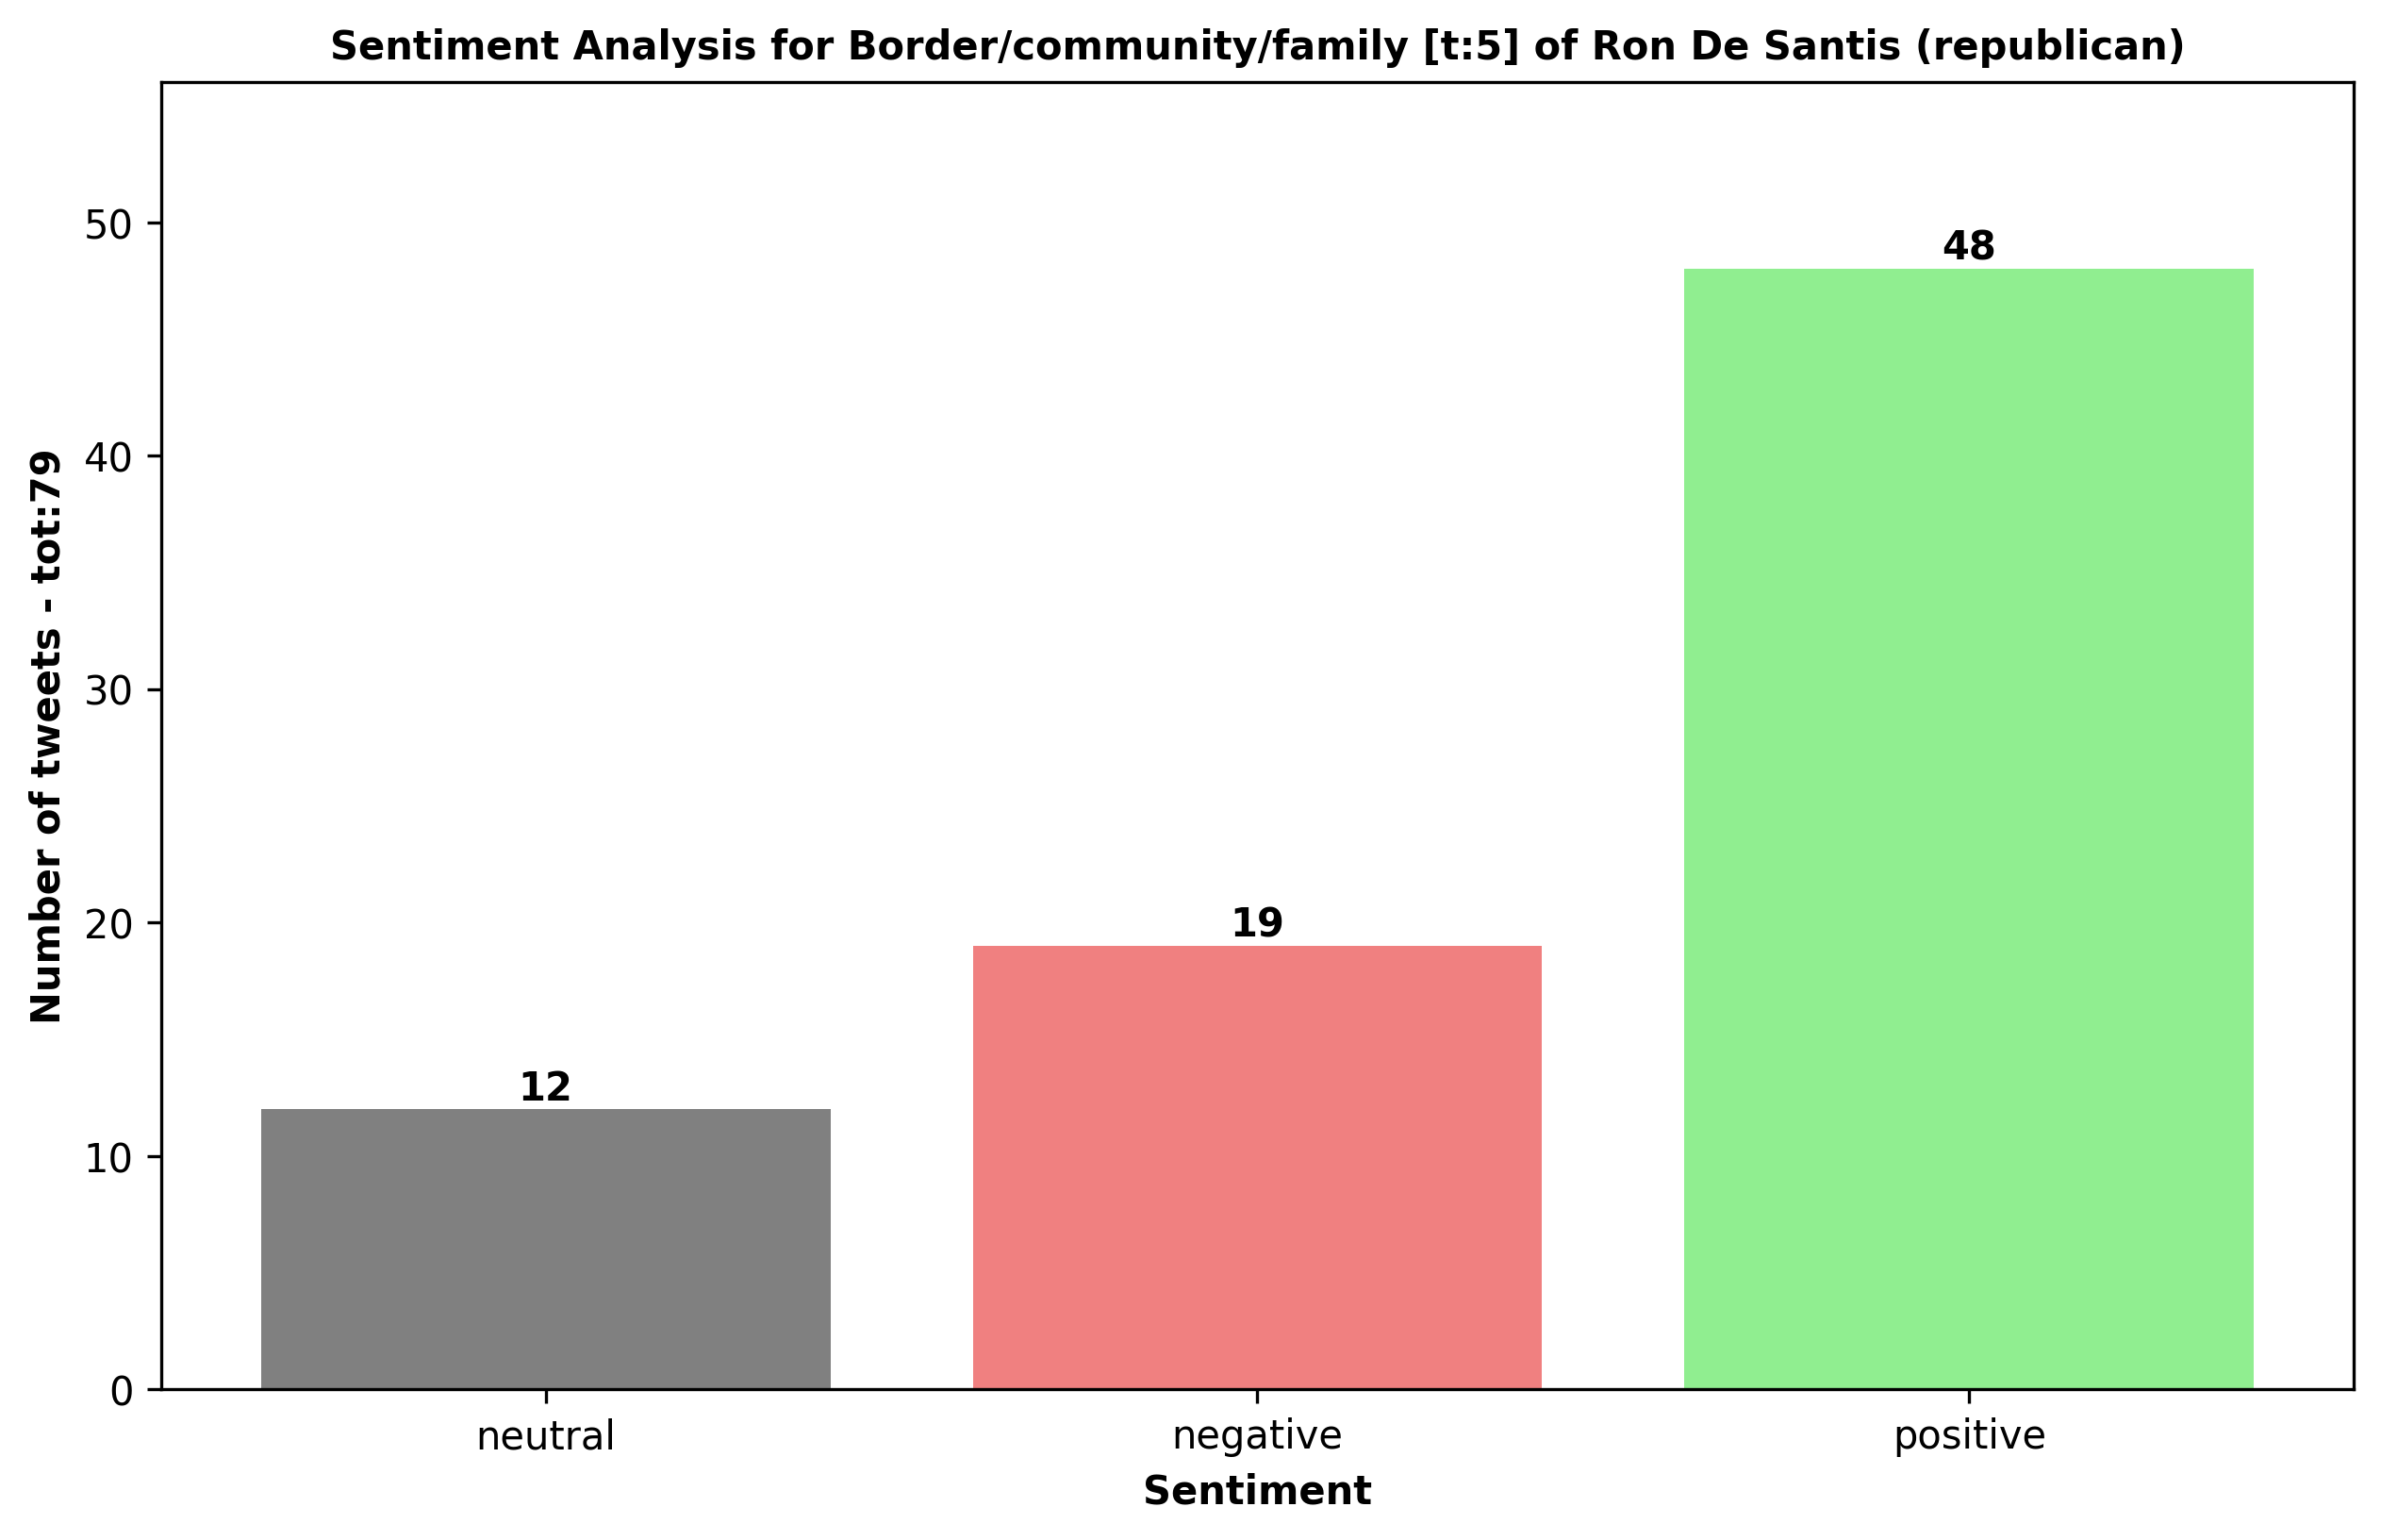 Sentiment Analysis for Border/community/family [t:5] of Ron De Santis (republican)
Number of tweets - tot:79
50
40
30
20
10
0
12
19
48
neutral
negative
positive
Sentiment